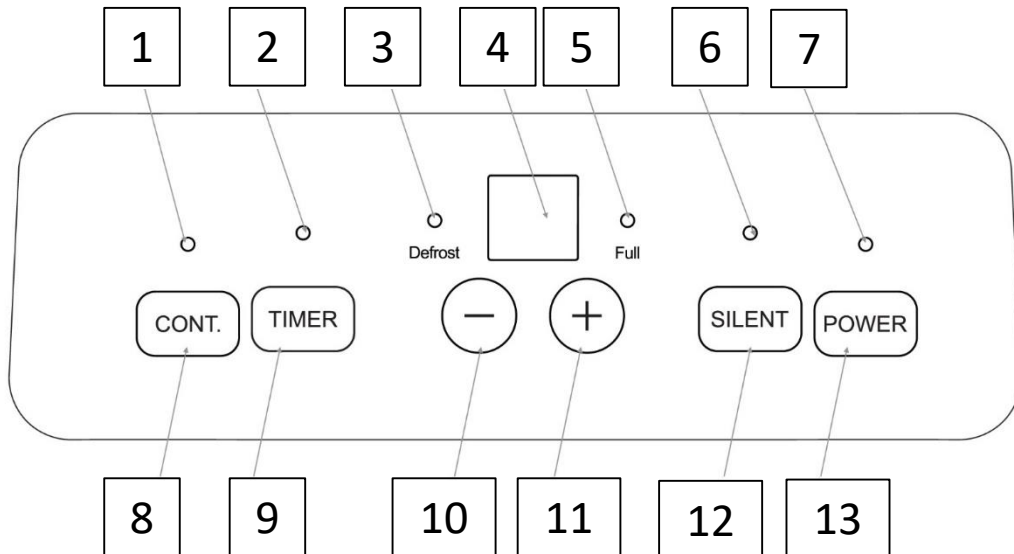 1 2 3 4 5 6 7
Defrost Full
CONT. TIMER − + SILENT POWER
8 9 10 11 12 13